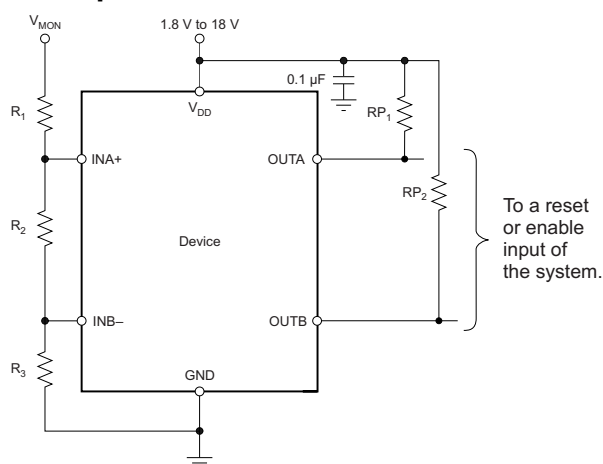 V_MON
1.8 V to 18 V
0.1 µF
V_DD
R_1
RP_1
INA+
OUTA
RP_2
R_2
Device
To a reset
or enable
input of
the system.
INB–
OUTB
R_3
GND